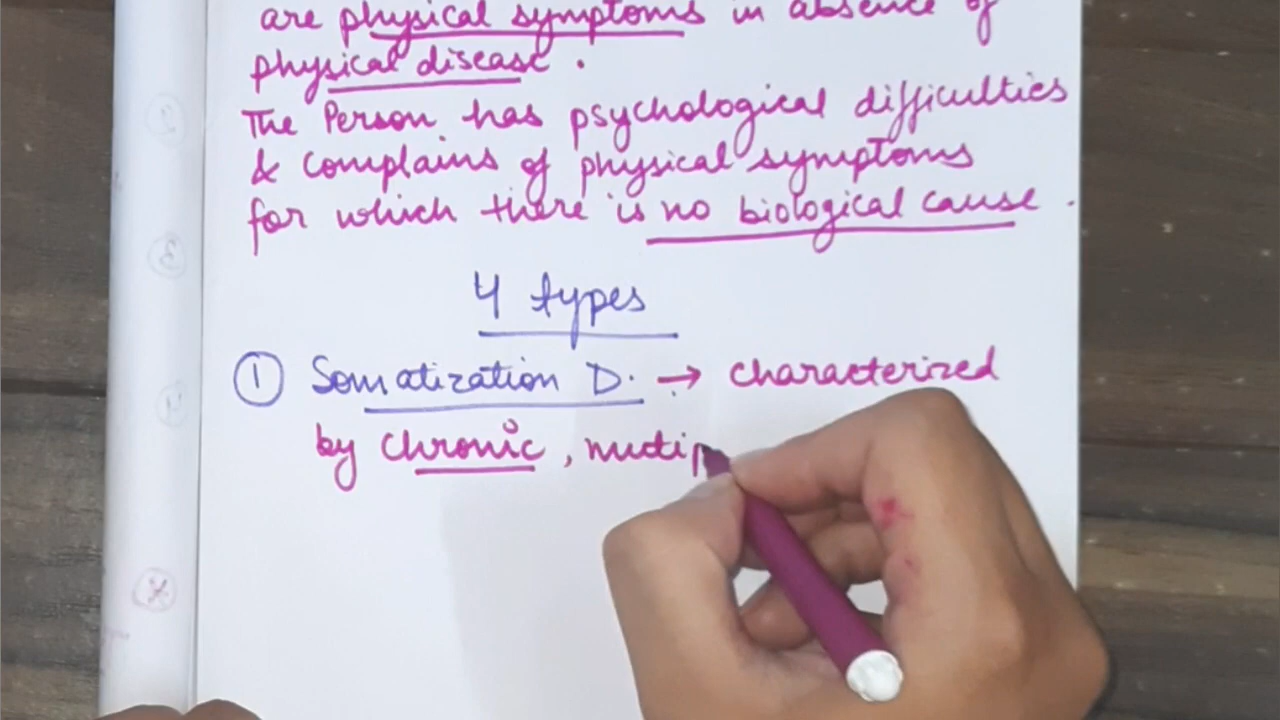 are physical symptoms in absence of
physical disease .
The Person has psychological difficulties
& complains of physical symptoms
for which there is no biological cause .
4 types
① Somatization D. → characterized
by chronic , mutip